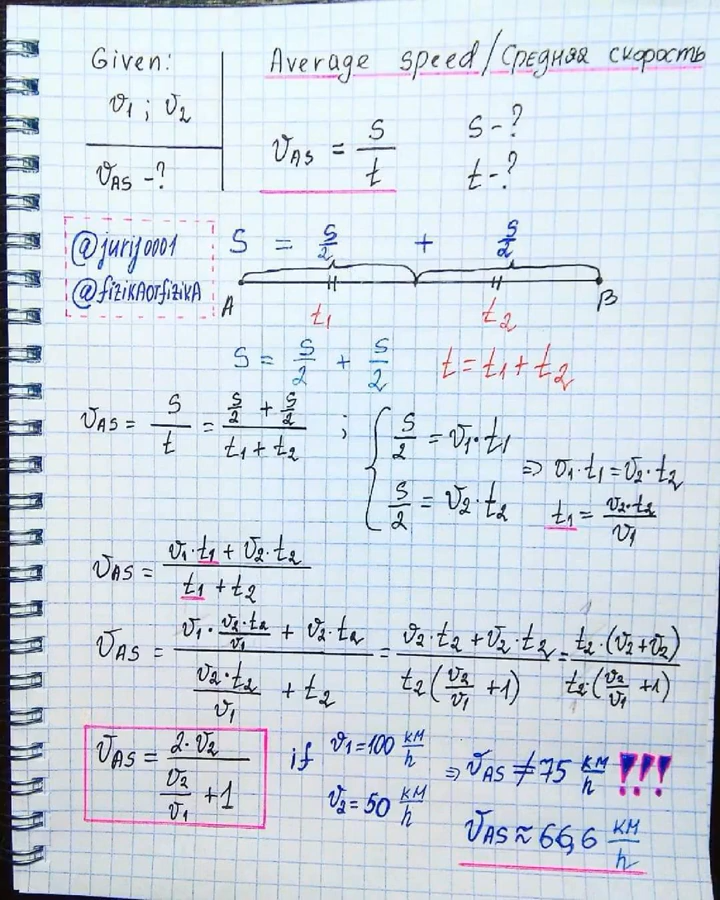 Given:
Average speed/Средняя скорость
υ₁ ; υ₂
υAS -?
υAS = S/t
S-?
t-?
@jurij0001
@fizikAorfizikA
S = S/2 + S/2
A
B
t₁
t₂
S = S/2 + S/2
t=t₁+t₂
υAS = S/t = (S/2 + S/2)/(t₁+t₂) ; { S/2 = υ₁·t₁
S/2 = υ₂·t₂
⇒ υ₁·t₁=υ₂·t₂
t₁ = υ₂·t₂/υ₁
υAS = (υ₁·t₁ + υ₂·t₂)/(t₁ + t₂)
υAS = (υ₁·(υ₂·t₂/υ₁) + υ₂·t₂)/(υ₂·t₂/υ₁ + t₂) = (υ₂·t₂+υ₂·t₂)/(t₂(υ₂/υ₁ +1)) = (t₂·(υ₂+υ₂))/(t₂·(υ₂/υ₁ +1))
υAS = 2·υ₂/(υ₂/υ₁ +1)
if υ₁=100 км/h
υ₂=50 км/h
⇒ υAS ≠ 75 км/h !!!
υAS ≈ 66,6 км/h